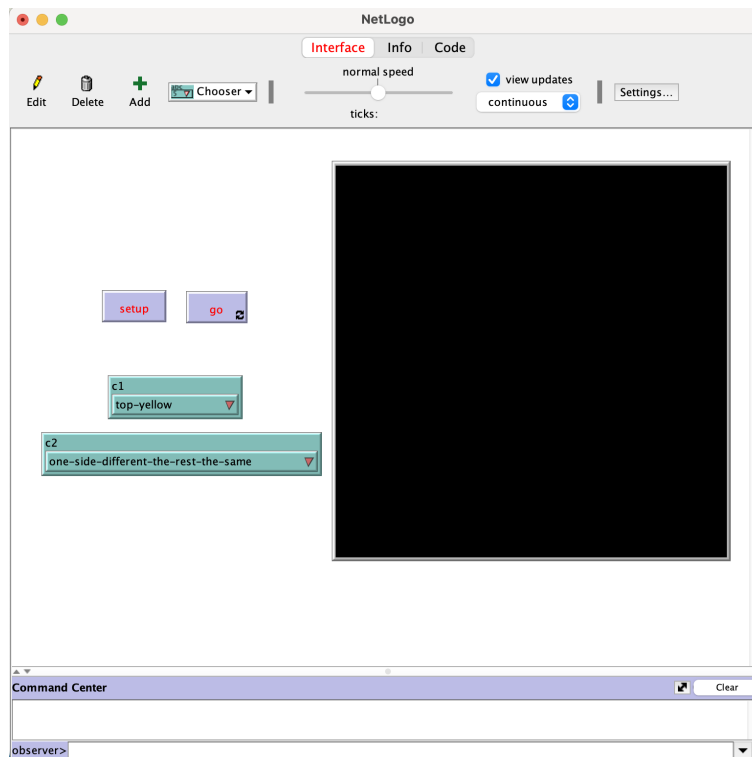 NetLogo
Interface Info Code
Edit Delete Add Chooser normal speed view updates continuous Settings...
ticks:
setup go
c1
top-yellow
c2
one-side-different-the-rest-the-same
Command Center Clear
observer>